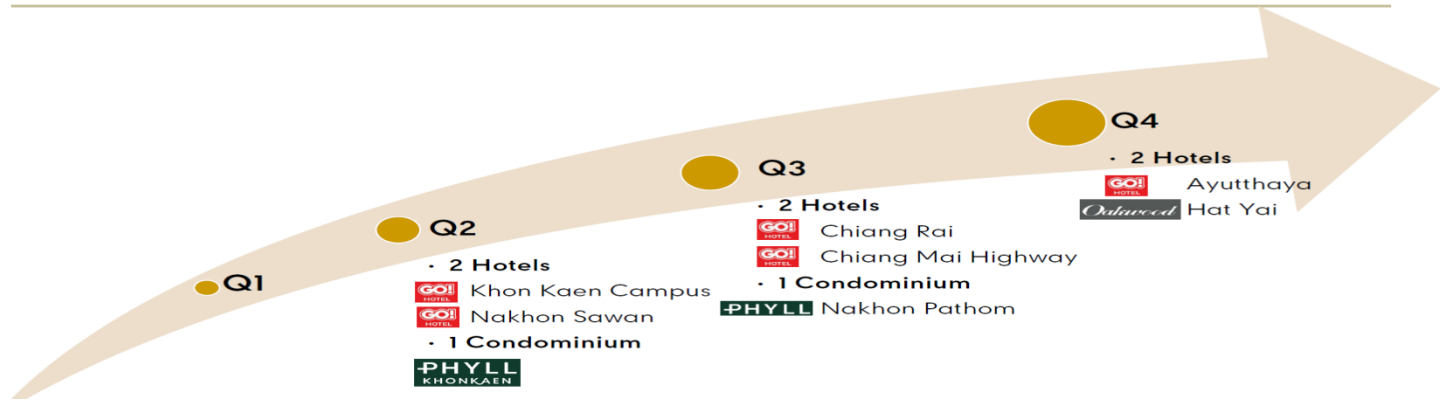 Q1
Q2
· 2 Hotels
GO! HOTEL Khon Kaen Campus
GO! HOTEL Nakhon Sawan
· 1 Condominium
PHYLL
KHONKAEN
Q3
· 2 Hotels
GO! HOTEL Chiang Rai
GO! HOTEL Chiang Mai Highway
· 1 Condominium
PHYLL Nakhon Pathom
Q4
· 2 Hotels
GO! HOTEL Ayutthaya
Oakwood Hat Yai